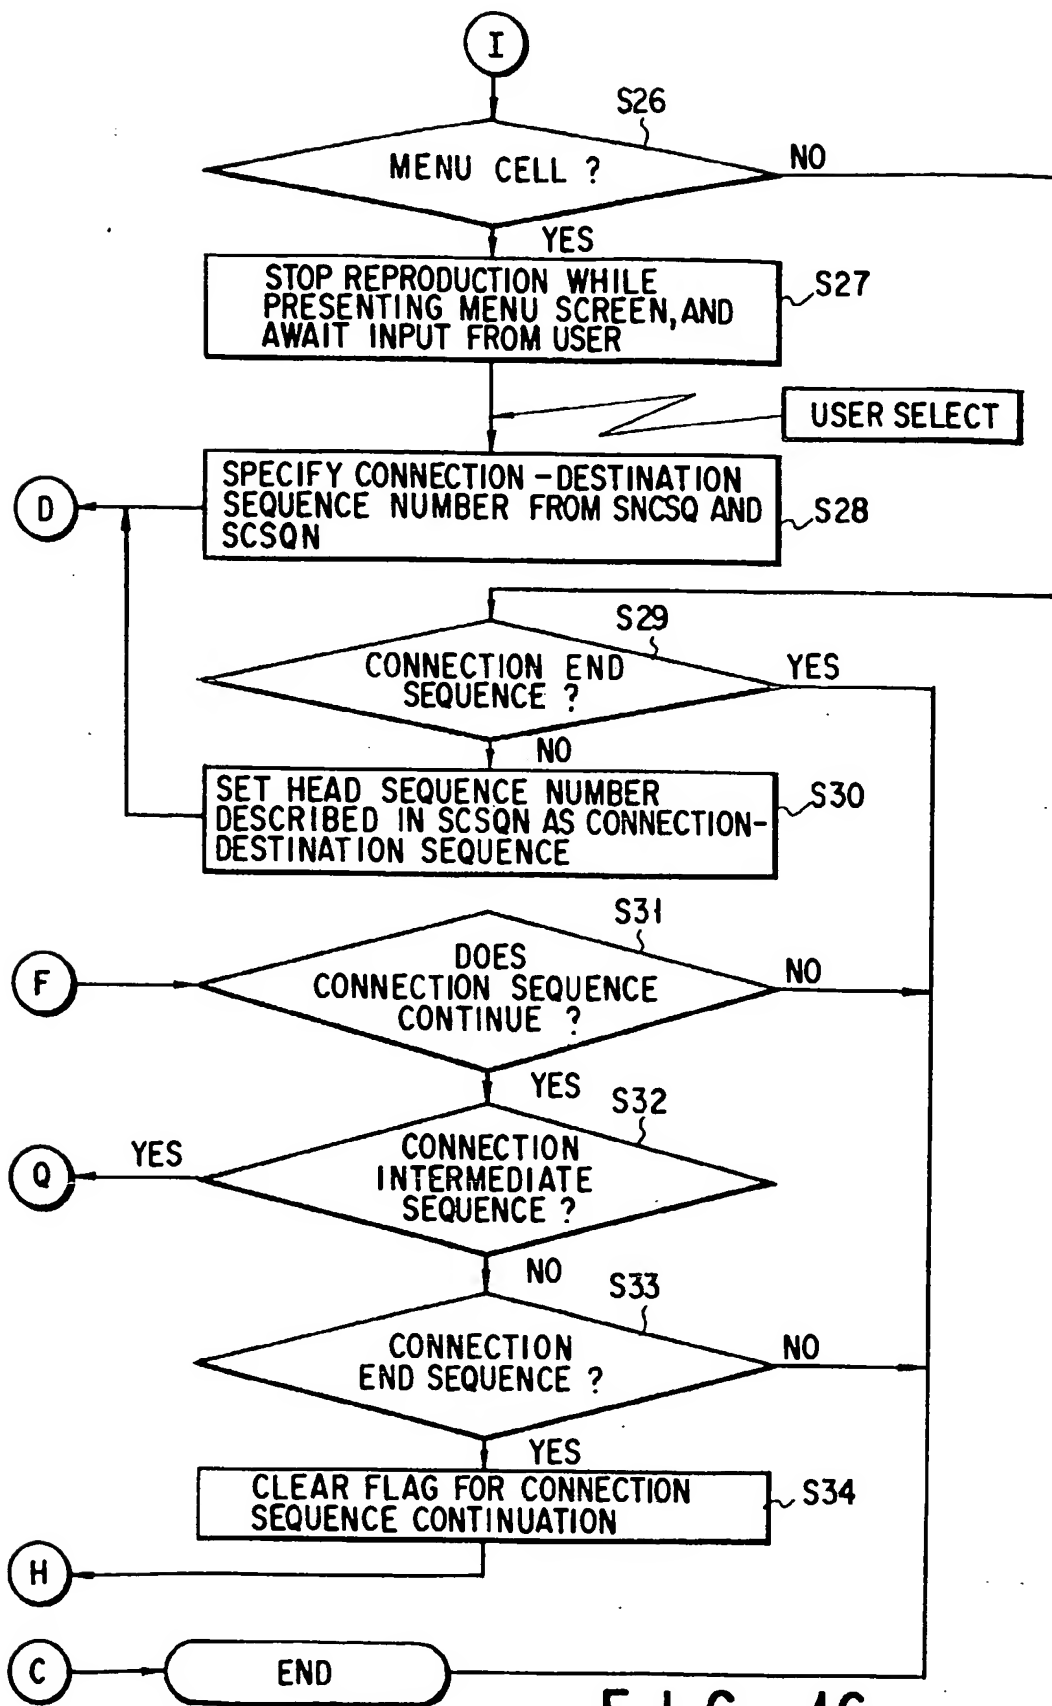 I
S26
MENU CELL ?
NO
YES
STOP REPRODUCTION WHILE
PRESENTING MENU SCREEN, AND
AWAIT INPUT FROM USER
S27
USER SELECT
SPECIFY CONNECTION-DESTINATION
SEQUENCE NUMBER FROM SNCSQ AND
SCSQN
S28
D
S29
CONNECTION END
SEQUENCE ?
YES
NO
SET HEAD SEQUENCE NUMBER
DESCRIBED IN SCSQN AS CONNECTION-
DESTINATION SEQUENCE
S30
S31
F
DOES
CONNECTION SEQUENCE
CONTINUE ?
NO
YES
S32
Q
YES
CONNECTION
INTERMEDIATE
SEQUENCE ?
NO
S33
CONNECTION
END SEQUENCE ?
NO
YES
CLEAR FLAG FOR CONNECTION
SEQUENCE CONTINUATION
S34
H
C
END